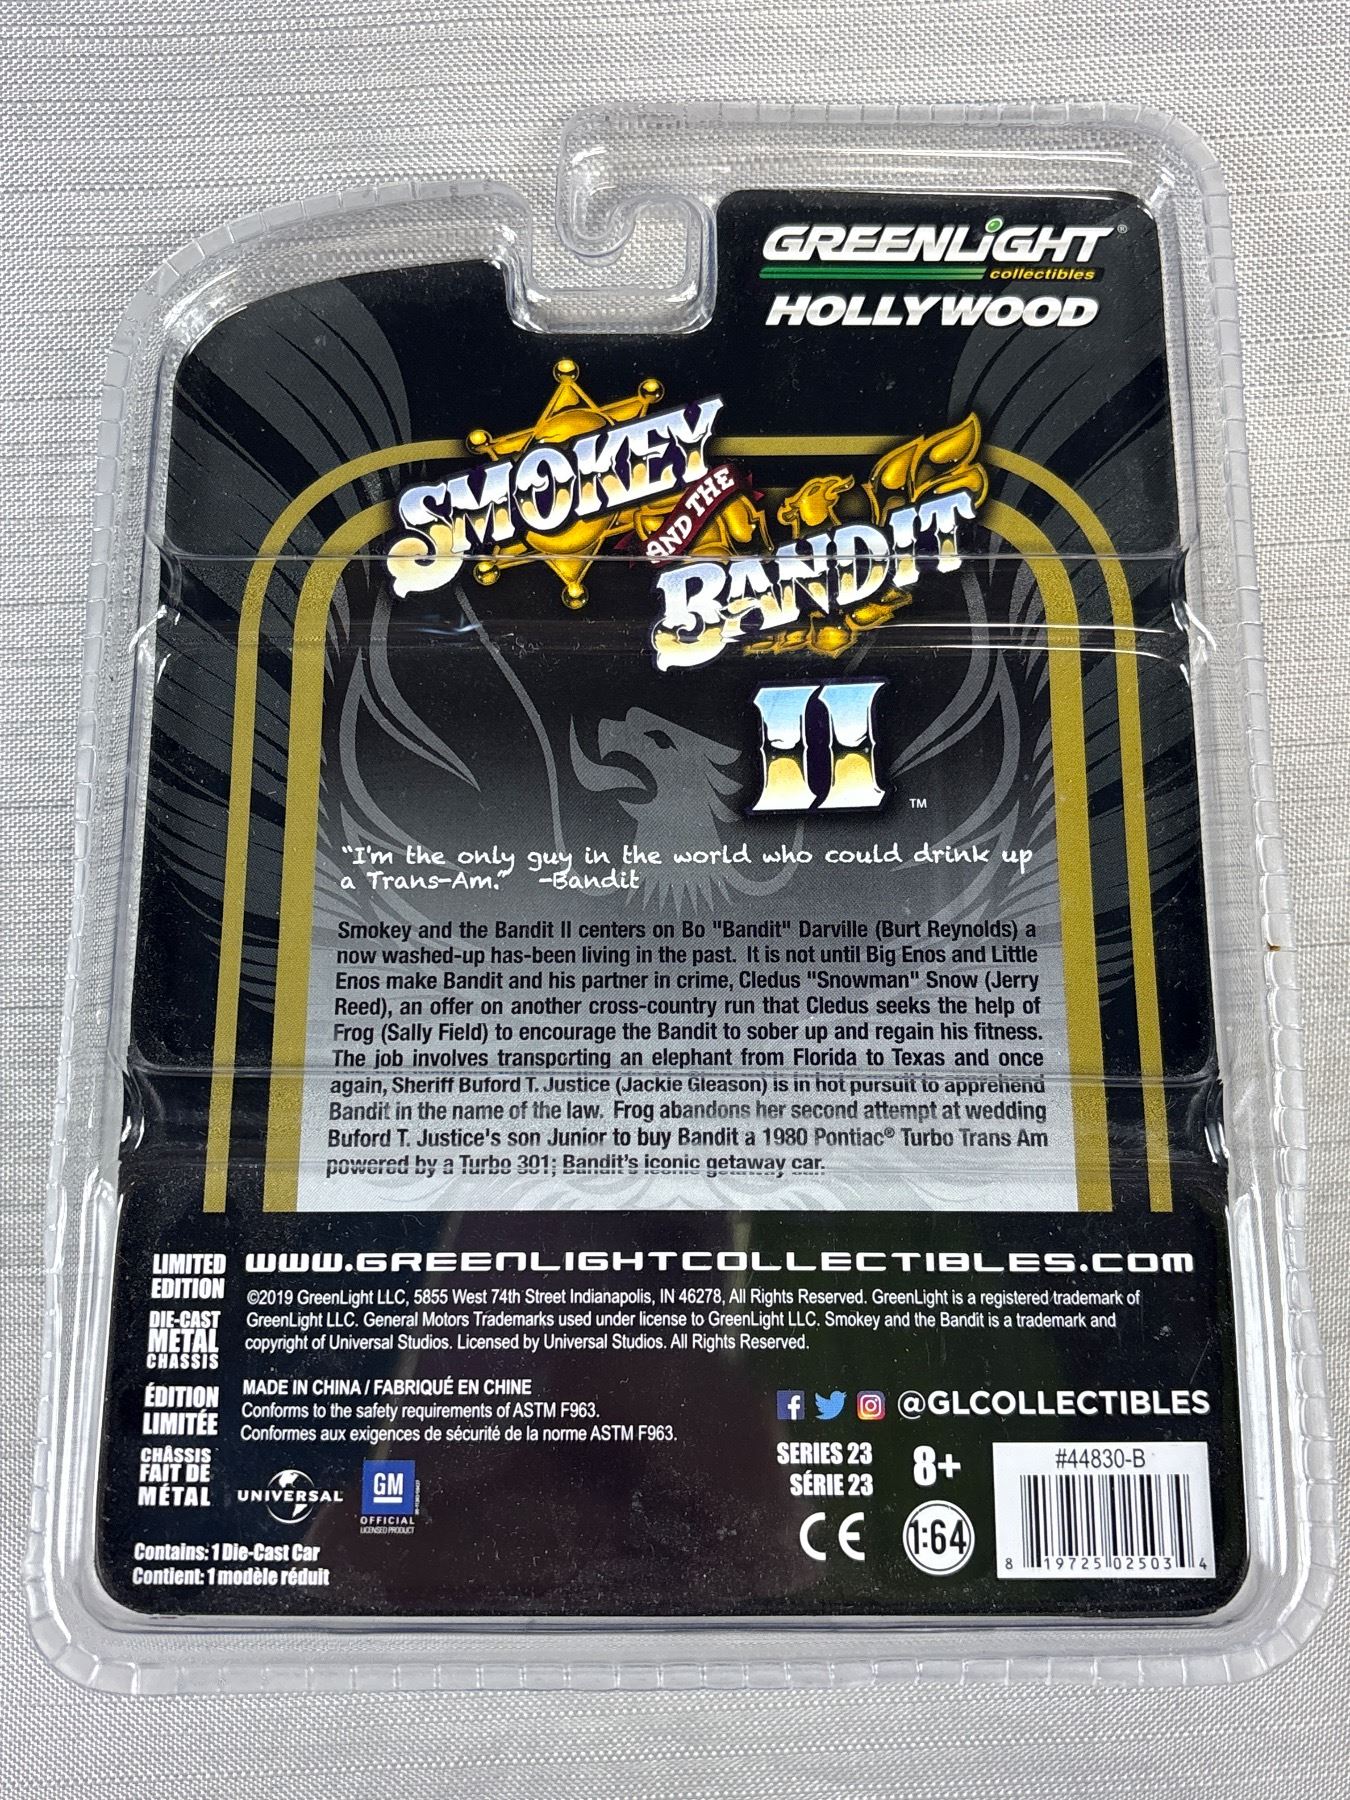 GREENLiGHT®
collectibles
HOLLYWOOD
SMOKEY
AND THE
BANDIT
II
TM
"I'm the only guy in the world who could drink up
a Trans-Am." -Bandit
Smokey and the Bandit II centers on Bo "Bandit" Darville (Burt Reynolds) a
now washed-up has-been living in the past. It is not until Big Enos and Little
Enos make Bandit and his partner in crime, Cledus "Snowman" Snow (Jerry
Reed), an offer on another cross-country run that Cledus seeks the help of
Frog (Sally Field) to encourage the Bandit to sober up and regain his fitness.
The job involves transporting an elephant from Florida to Texas and once
again, Sheriff Buford T. Justice (Jackie Gleason) is in hot pursuit to apprehend
Bandit in the name of the law. Frog abandons her second attempt at wedding
Buford T. Justice's son Junior to buy Bandit a 1980 Pontiac® Turbo Trans Am
powered by a Turbo 301; Bandit's iconic getaway car.
LIMITED
EDITION
DIE-CAST
METAL
CHASSIS
ÉDITION
LIMITÉE
CHÂSSIS
FAIT DE
MÉTAL
WWW.GREENLIGHTCOLLECTIBLES.COM
©2019 GreenLight LLC, 5855 West 74th Street Indianapolis, IN 46278, All Rights Reserved. GreenLight is a registered trademark of
GreenLight LLC. General Motors Trademarks used under license to GreenLight LLC. Smokey and the Bandit is a trademark and
copyright of Universal Studios. Licensed by Universal Studios. All Rights Reserved.
MADE IN CHINA / FABRIQUÉ EN CHINE
Conforms to the safety requirements of ASTM F963.
Conformes aux exigences de sécurité de la norme ASTM F963.
@GLCOLLECTIBLES
UNIVERSAL
GM
OFFICIAL
LICENSED PRODUCT
SERIES 23
SÉRIE 23
8+
CE
1:64
#44830-B
8 19725 02503 4
Contains: 1 Die-Cast Car
Contient: 1 modèle réduit